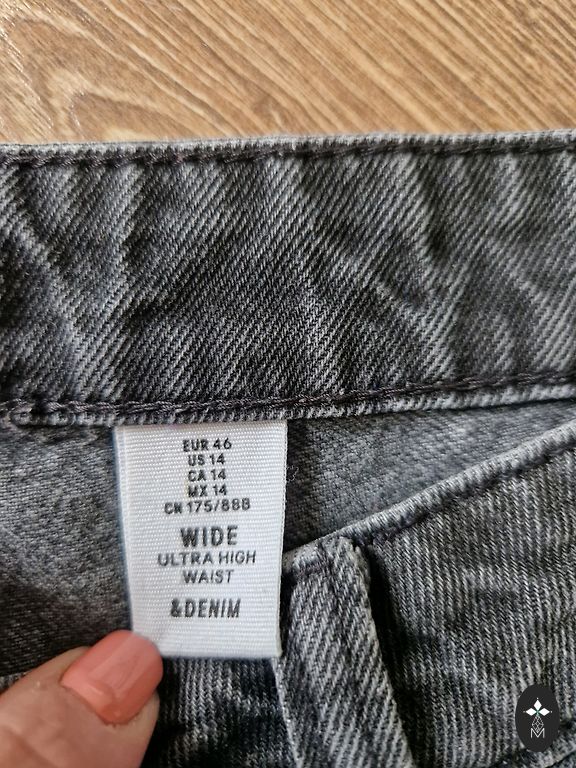 EUR 46
US 14
CA 14
MX 14
CN 175/88B
WIDE
ULTRA HIGH
WAIST
&DENIM
M